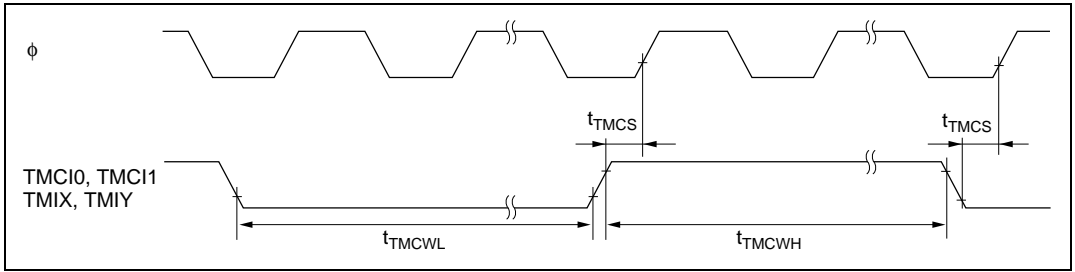 ϕ
tTMCS
tTMCS
TMCI0, TMCI1
TMIX, TMIY
tTMCWL
tTMCWH